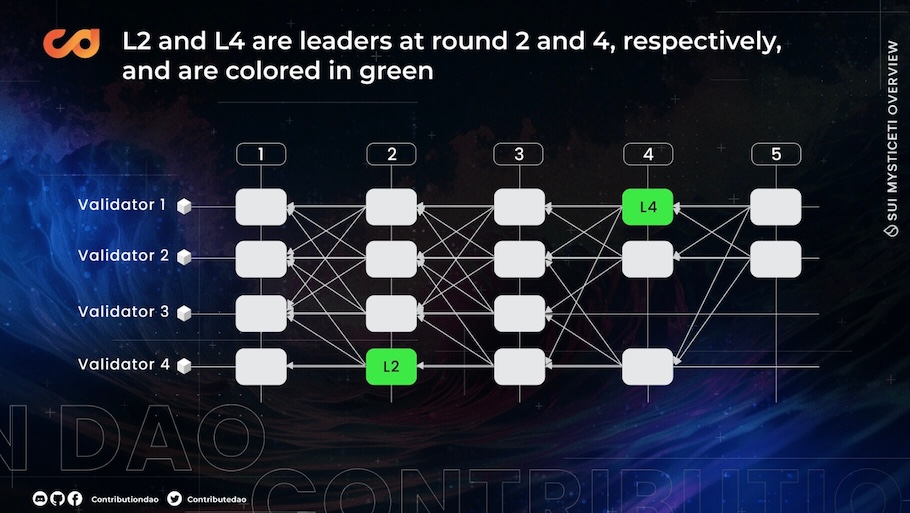 L2 and L4 are leaders at round 2 and 4, respectively,
and are colored in green
SUI MYSTICETI OVERVIEW
1 2 3 4 5
Validator 1
L4
Validator 2
Validator 3
Validator 4
L2
N DAO
CONTRIBUTIO
Contributiondao
Contributedao